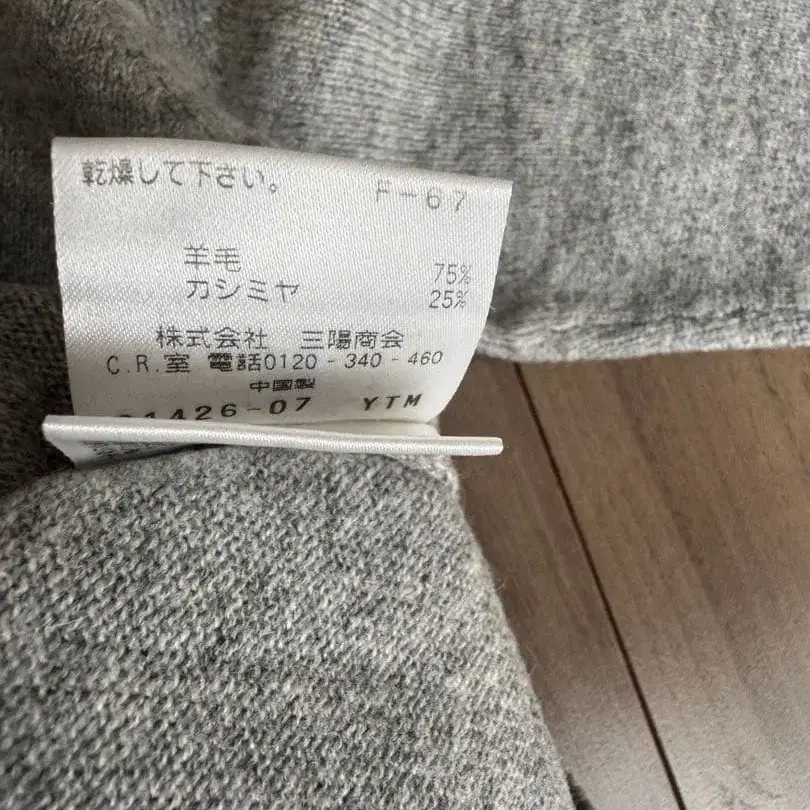 乾燥して下さい。 F-67
羊毛 75%
カシミヤ 25%
株式会社 三陽商会
C.R.室 電話0120-340-460
中国製
1426-07 YTM